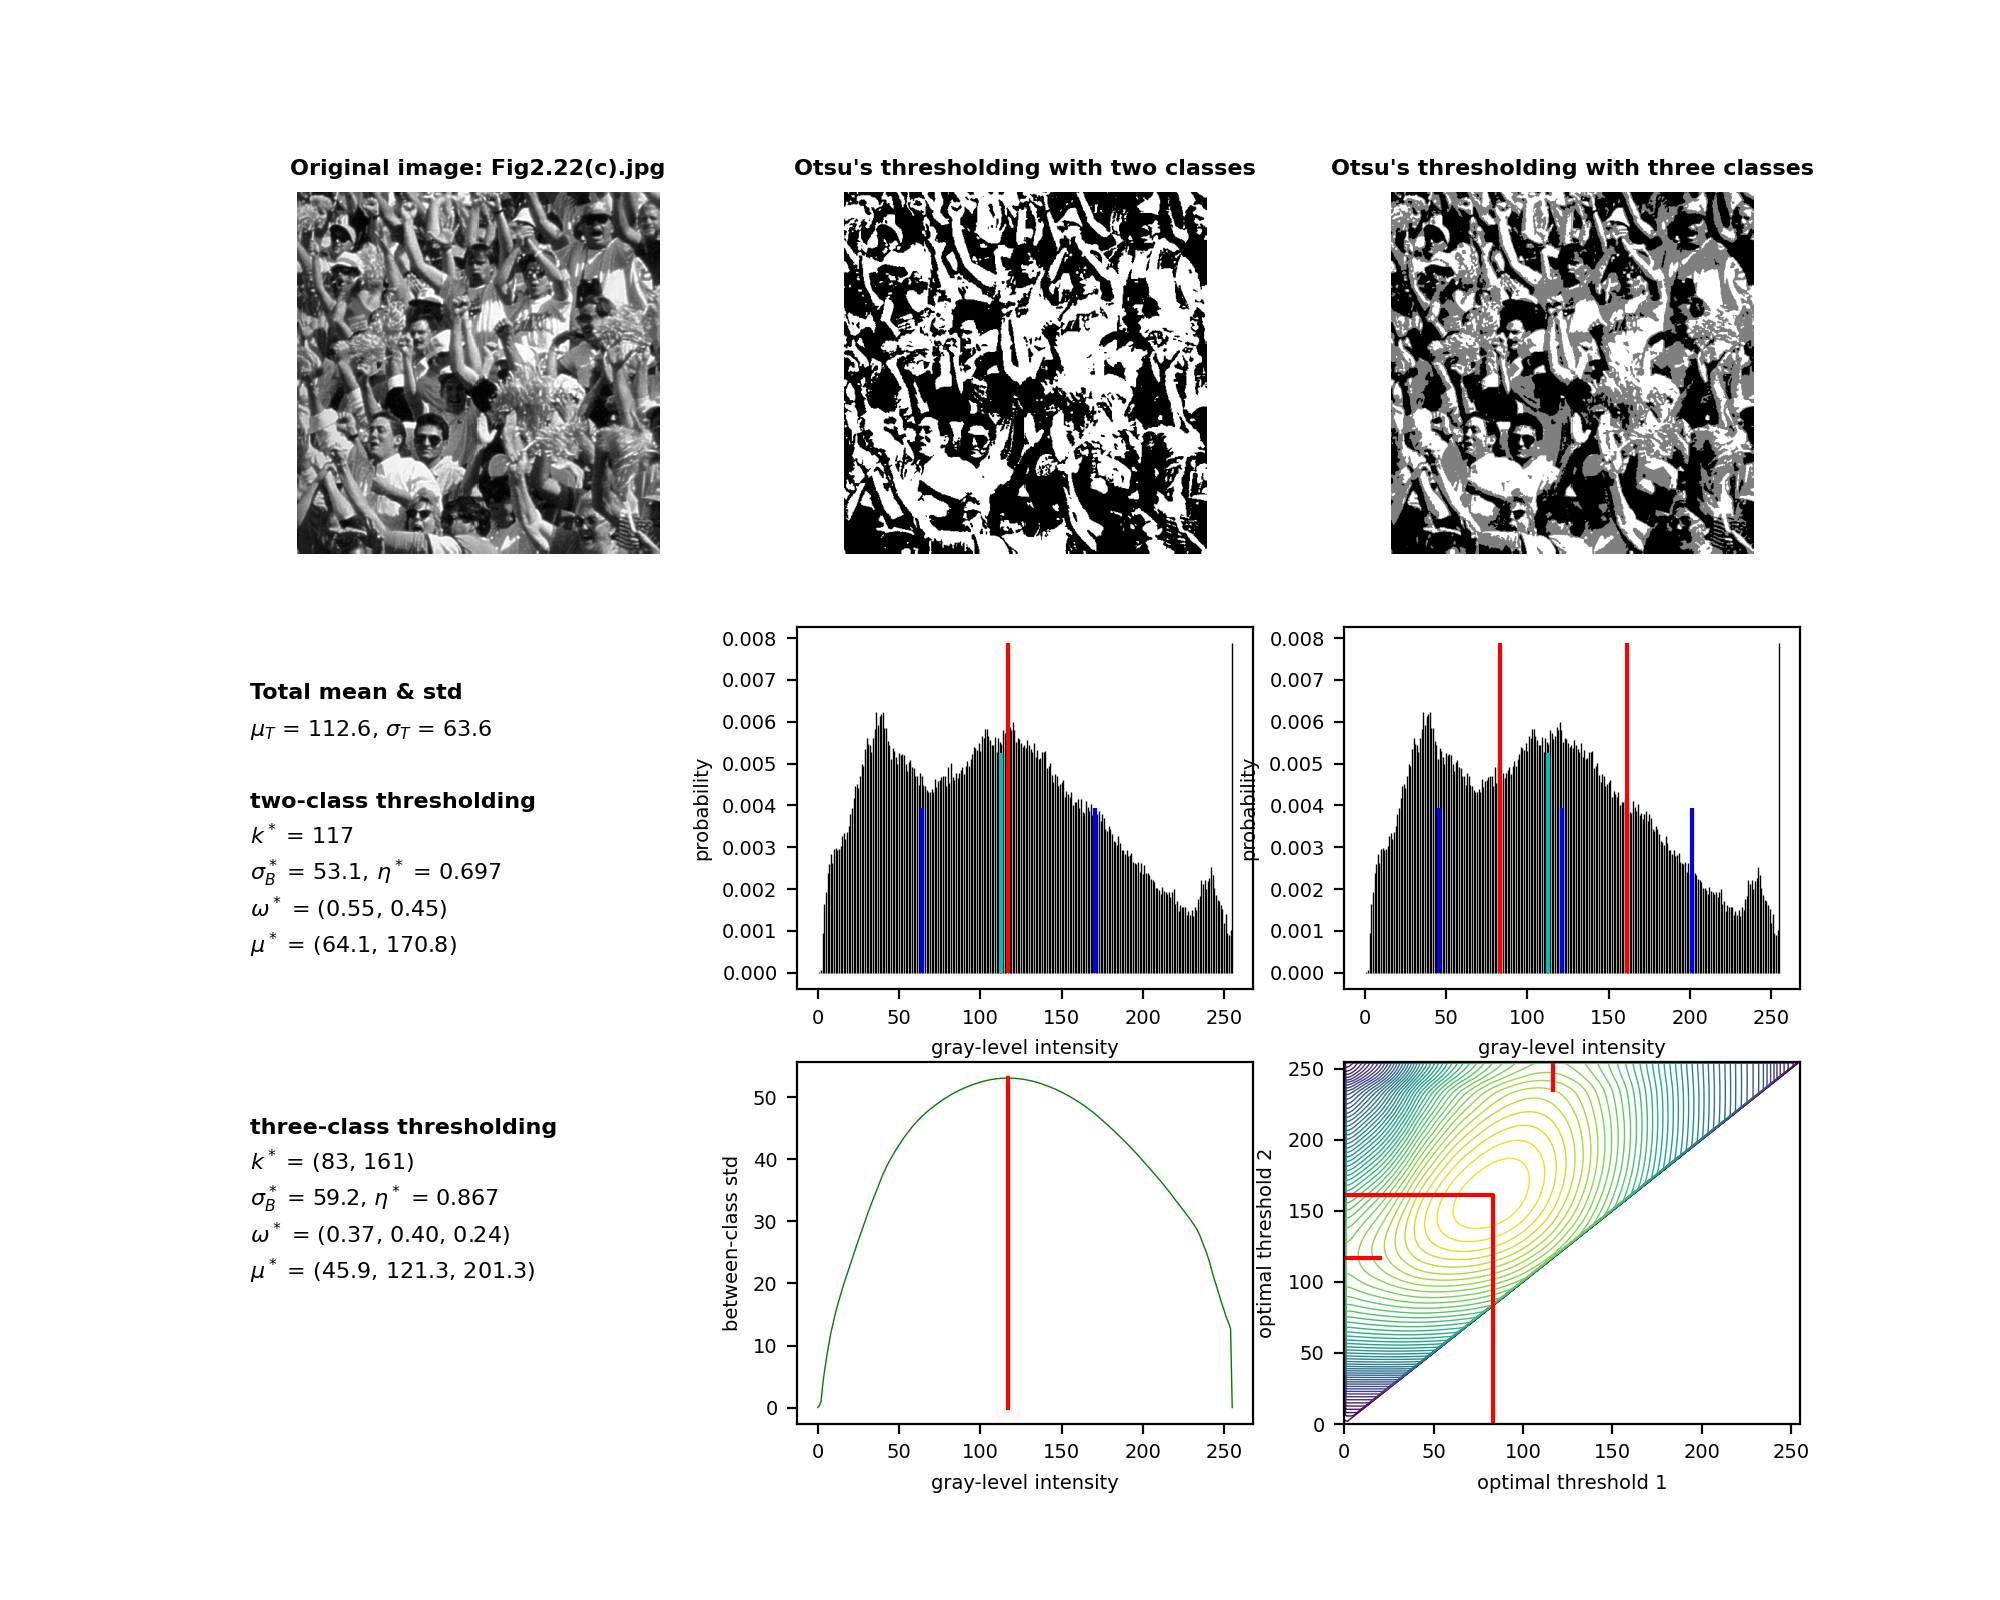 Original image: Fig2.22(c).jpg
Otsu's thresholding with two classes
Otsu's thresholding with three classes
Total mean & std
μT = 112.6, σT = 63.6
two-class thresholding
k* = 117
σ*B = 53.1, η* = 0.697
ω* = (0.55, 0.45)
μ* = (64.1, 170.8)
probability
0.008
0.007
0.006
0.005
0.004
0.003
0.002
0.001
0.000
0 50 100 150 200 250
gray-level intensity
probability
0.008
0.007
0.006
0.005
0.004
0.003
0.002
0.001
0.000
0 50 100 150 200 250
gray-level intensity
three-class thresholding
k* = (83, 161)
σ*B = 59.2, η* = 0.867
ω* = (0.37, 0.40, 0.24)
μ* = (45.9, 121.3, 201.3)
between-class std
50
40
30
20
10
0
0 50 100 150 200 250
gray-level intensity
optimal threshold 2
250
200
150
100
50
0
0 50 100 150 200 250
optimal threshold 1